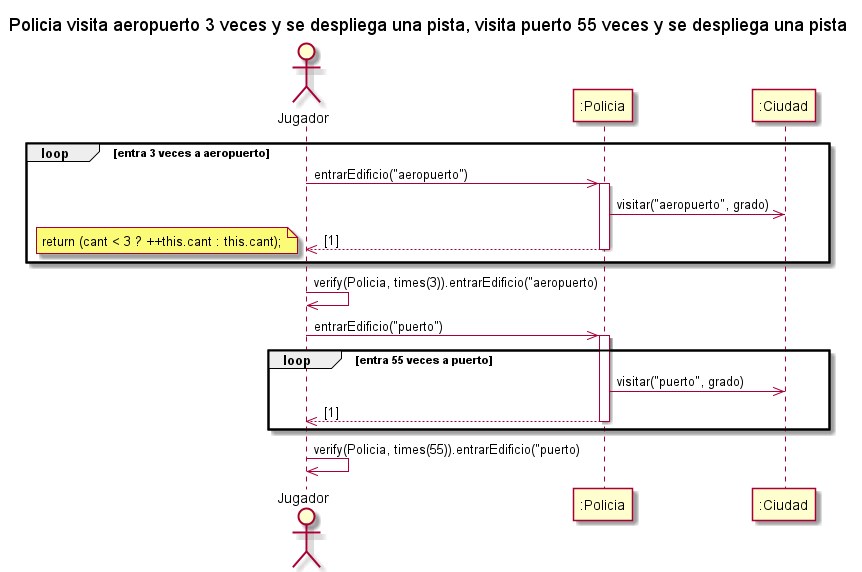 Policia visita aeropuerto 3 veces y se despliega una pista, visita puerto 55 veces y se despliega una pista
Jugador
:Policia
:Ciudad
loop
[entra 3 veces a aeropuerto]
entrarEdificio("aeropuerto")
visitar("aeropuerto", grado)
return (cant < 3 ? ++this.cant : this.cant);
[1]
verify(Policia, times(3)).entrarEdificio("aeropuerto)
entrarEdificio("puerto")
loop
[entra 55 veces a puerto]
visitar("puerto", grado)
[1]
verify(Policia, times(55)).entrarEdificio("puerto)
Jugador
:Policia
:Ciudad